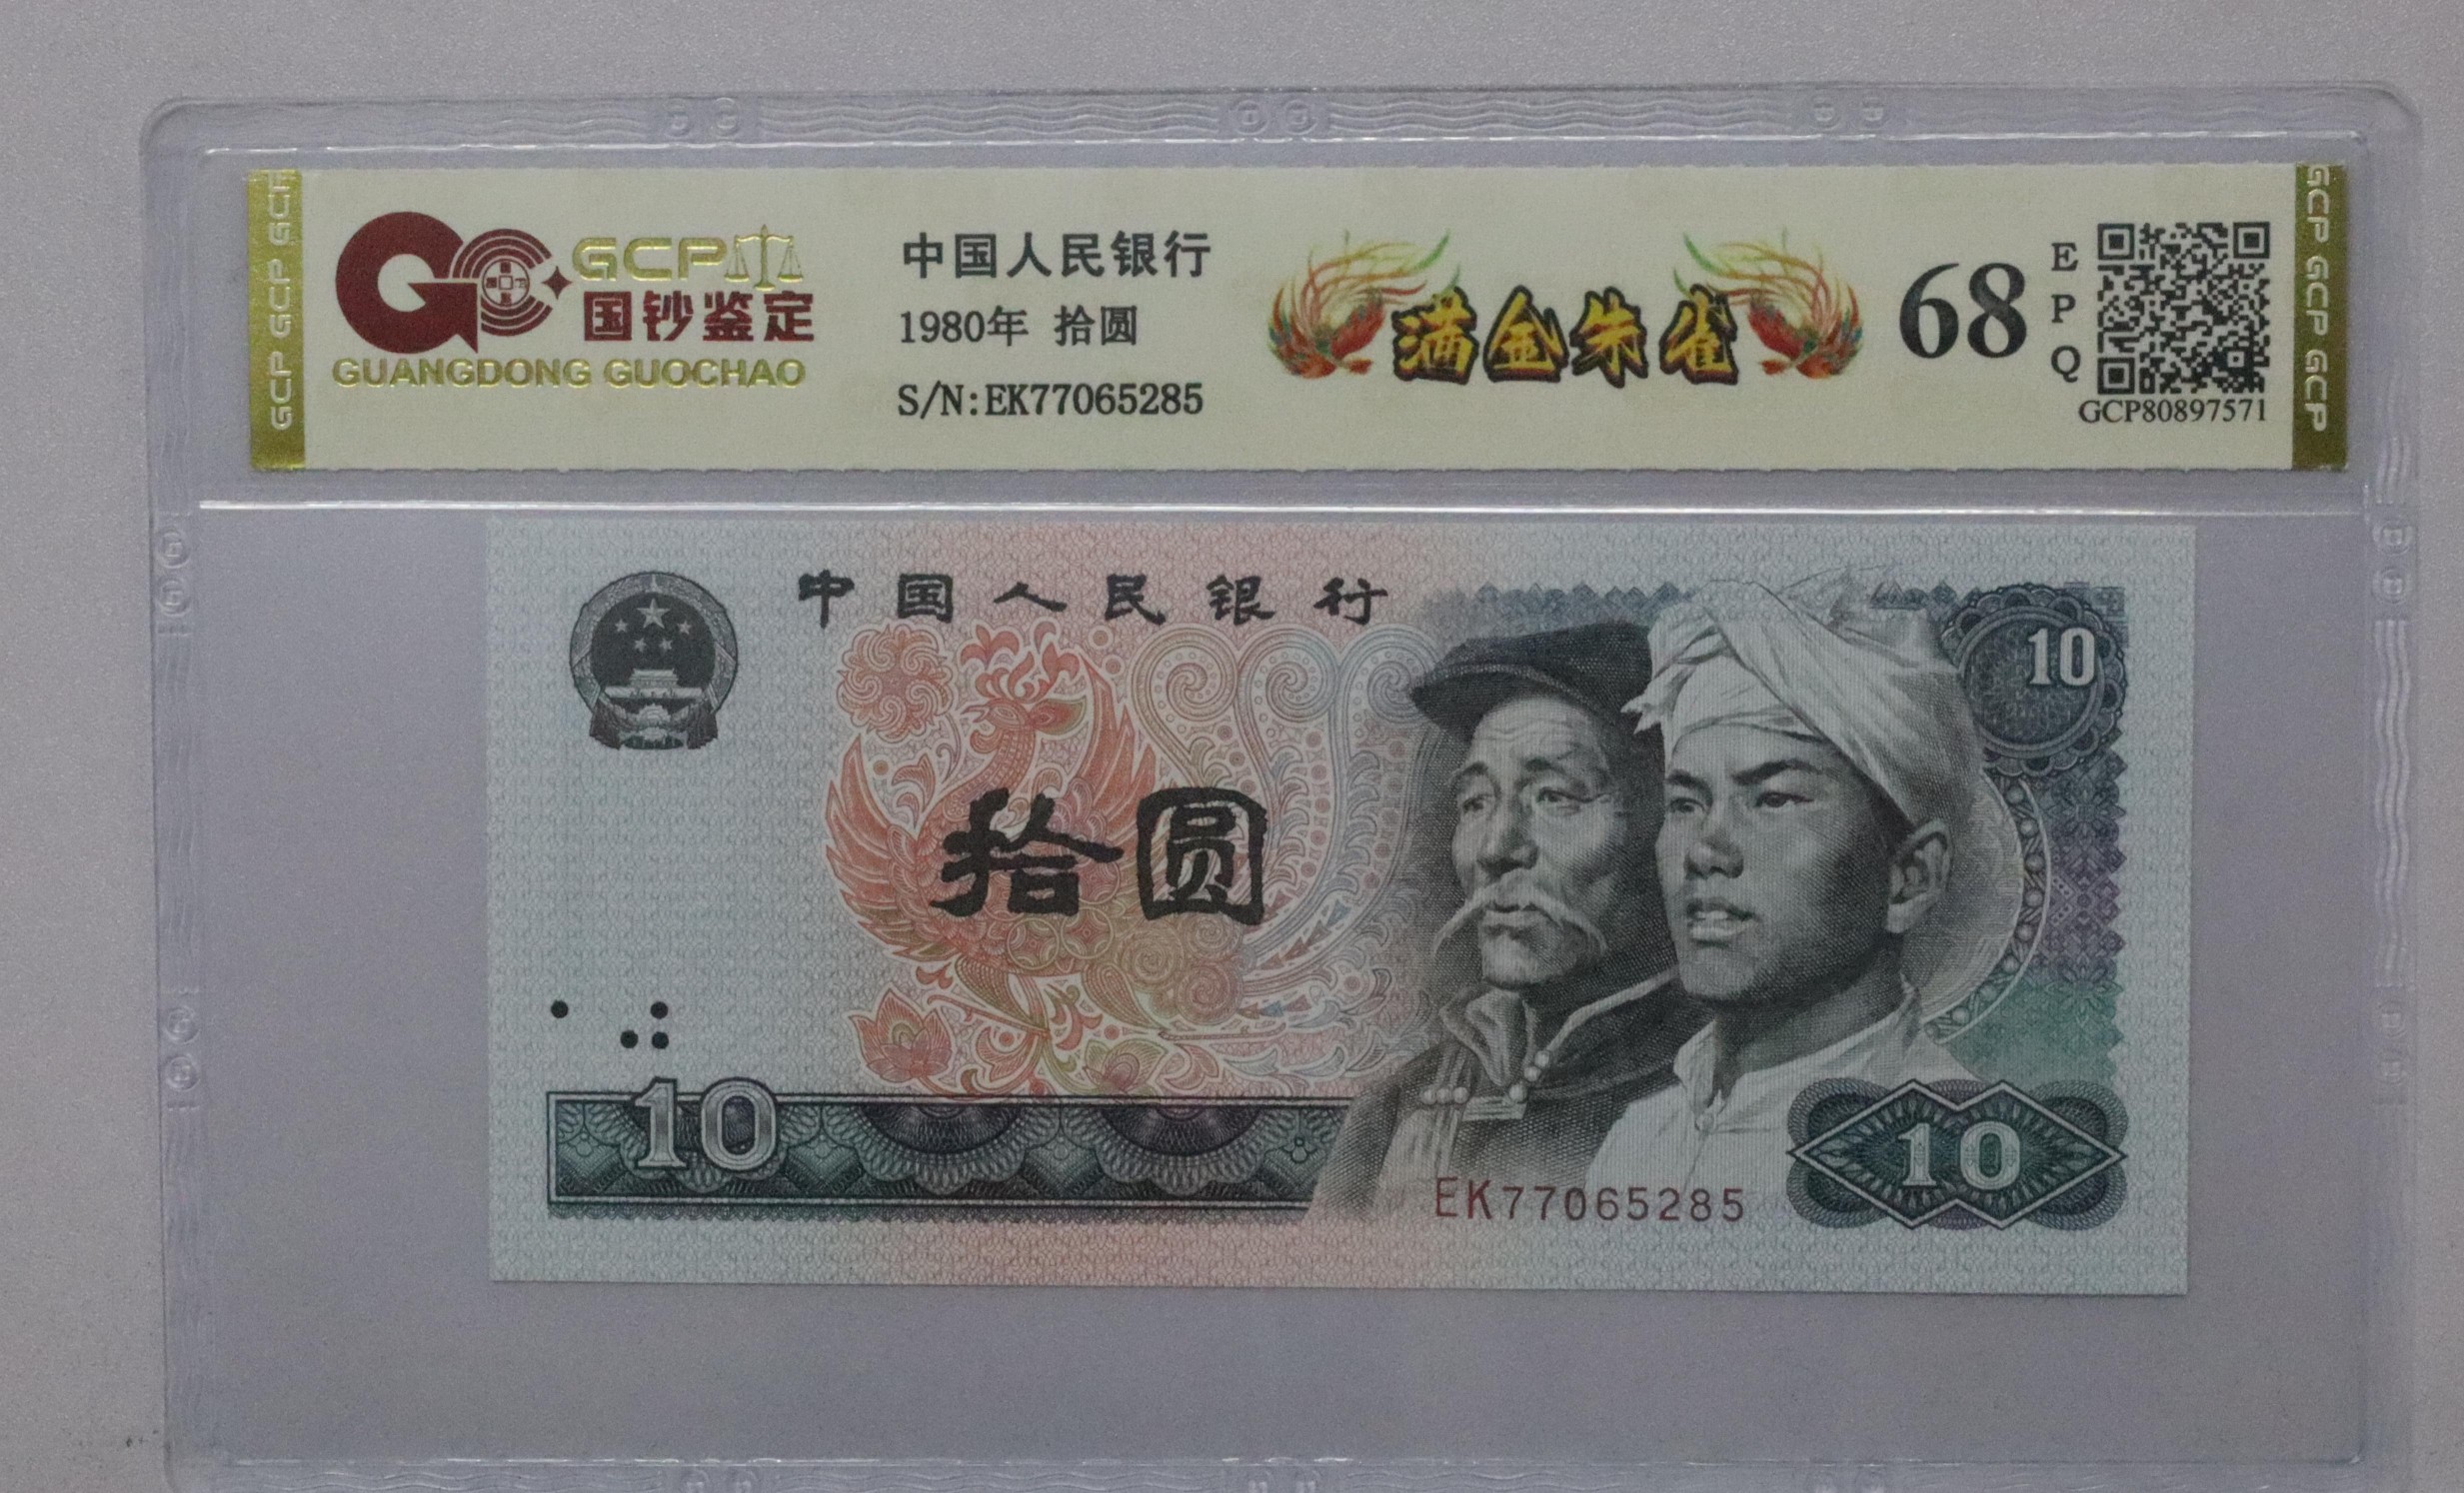 GCP GCP GCP
GCP
国钞鉴定
GUANGDONG GUOCHAO
中国人民银行
1980年 拾圆
S/N:EK77065285
满金朱雀
68
EPQ
GCP80897571
GCP GCP GCP
中国人民银行
10
拾圆
10
10
EK77065285